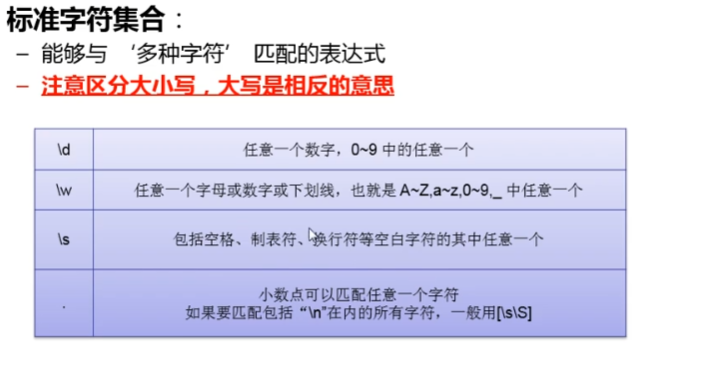 标准字符集合：
– 能够与 ‘多种字符’ 匹配的表达式
– 注意区分大小写，大写是相反的意思
\d 任意一个数字，0~9 中的任意一个
\w 任意一个字母或数字或下划线，也就是 A~Z,a~z,0~9,_ 中任意一个
\s 包括空格、制表符、换行符等空白字符的其中任意一个
. 小数点可以匹配任意一个字符
如果要匹配包括“\n”在内的所有字符，一般用[\s\S]